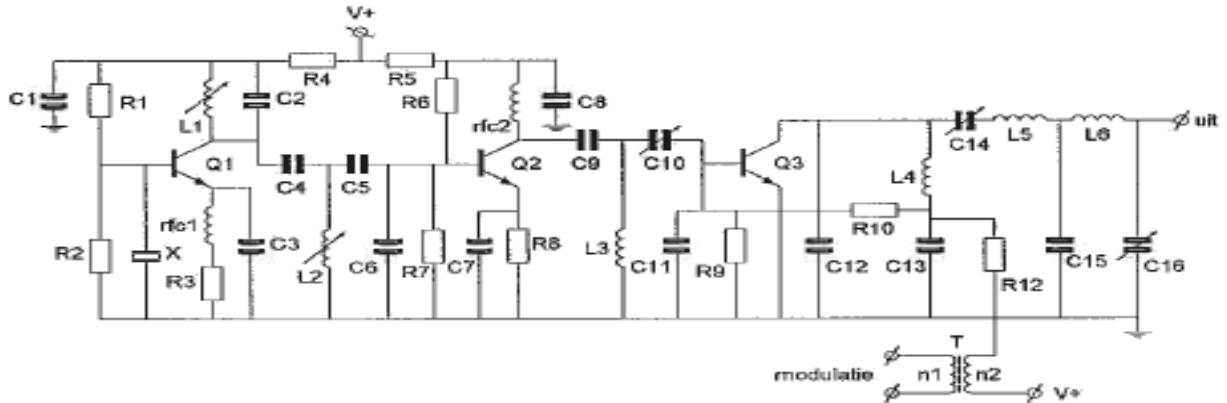 V+
R4 R5
C1 R1 L1 C2 R6 rfc2 C8
C14 L5 L6 uit
Q1 C4 C5 Q2 C9 C10 Q3 L4
R2 X rfc1 R3 C3 L2 C6 R7 C7 R8 L3 C11 R9 R10 C12 C13 R12 C15 C16
T
modulatie n1 n2 V+